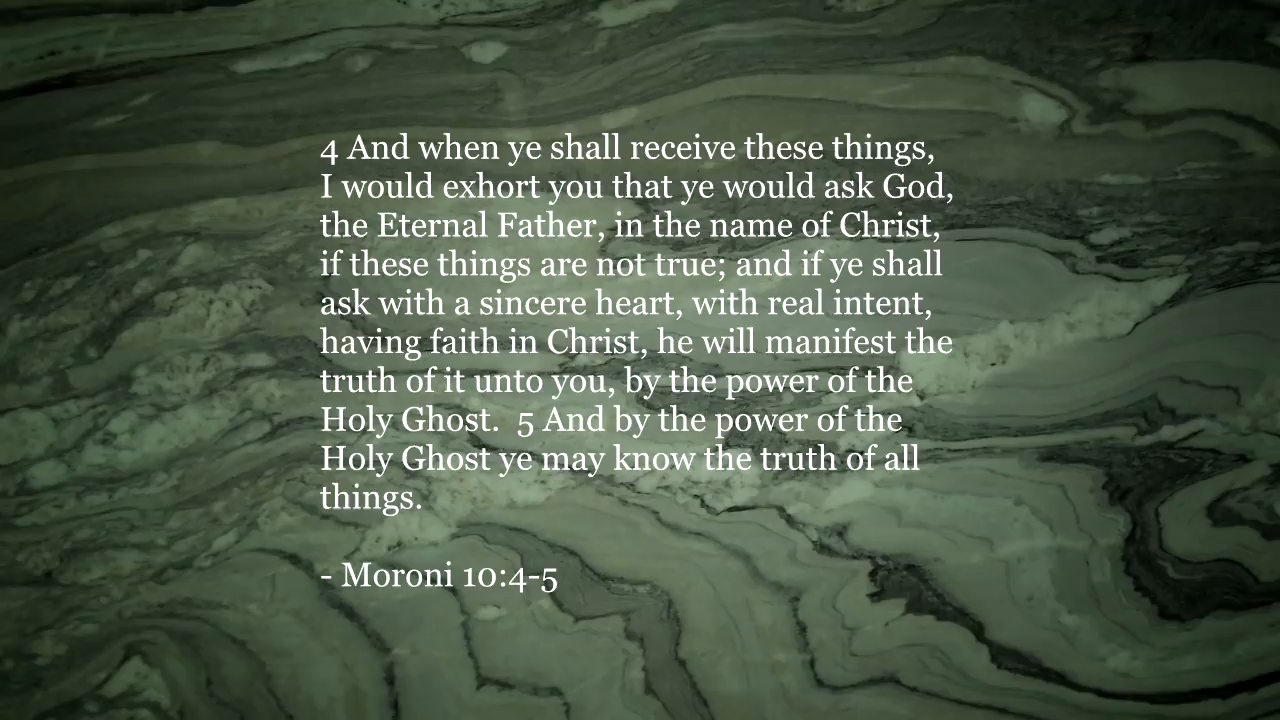 4 And when ye shall receive these things,
I would exhort you that ye would ask God,
the Eternal Father, in the name of Christ,
if these things are not true; and if ye shall
ask with a sincere heart, with real intent,
having faith in Christ, he will manifest the
truth of it unto you, by the power of the
Holy Ghost.  5 And by the power of the
Holy Ghost ye may know the truth of all
things.
- Moroni 10:4-5